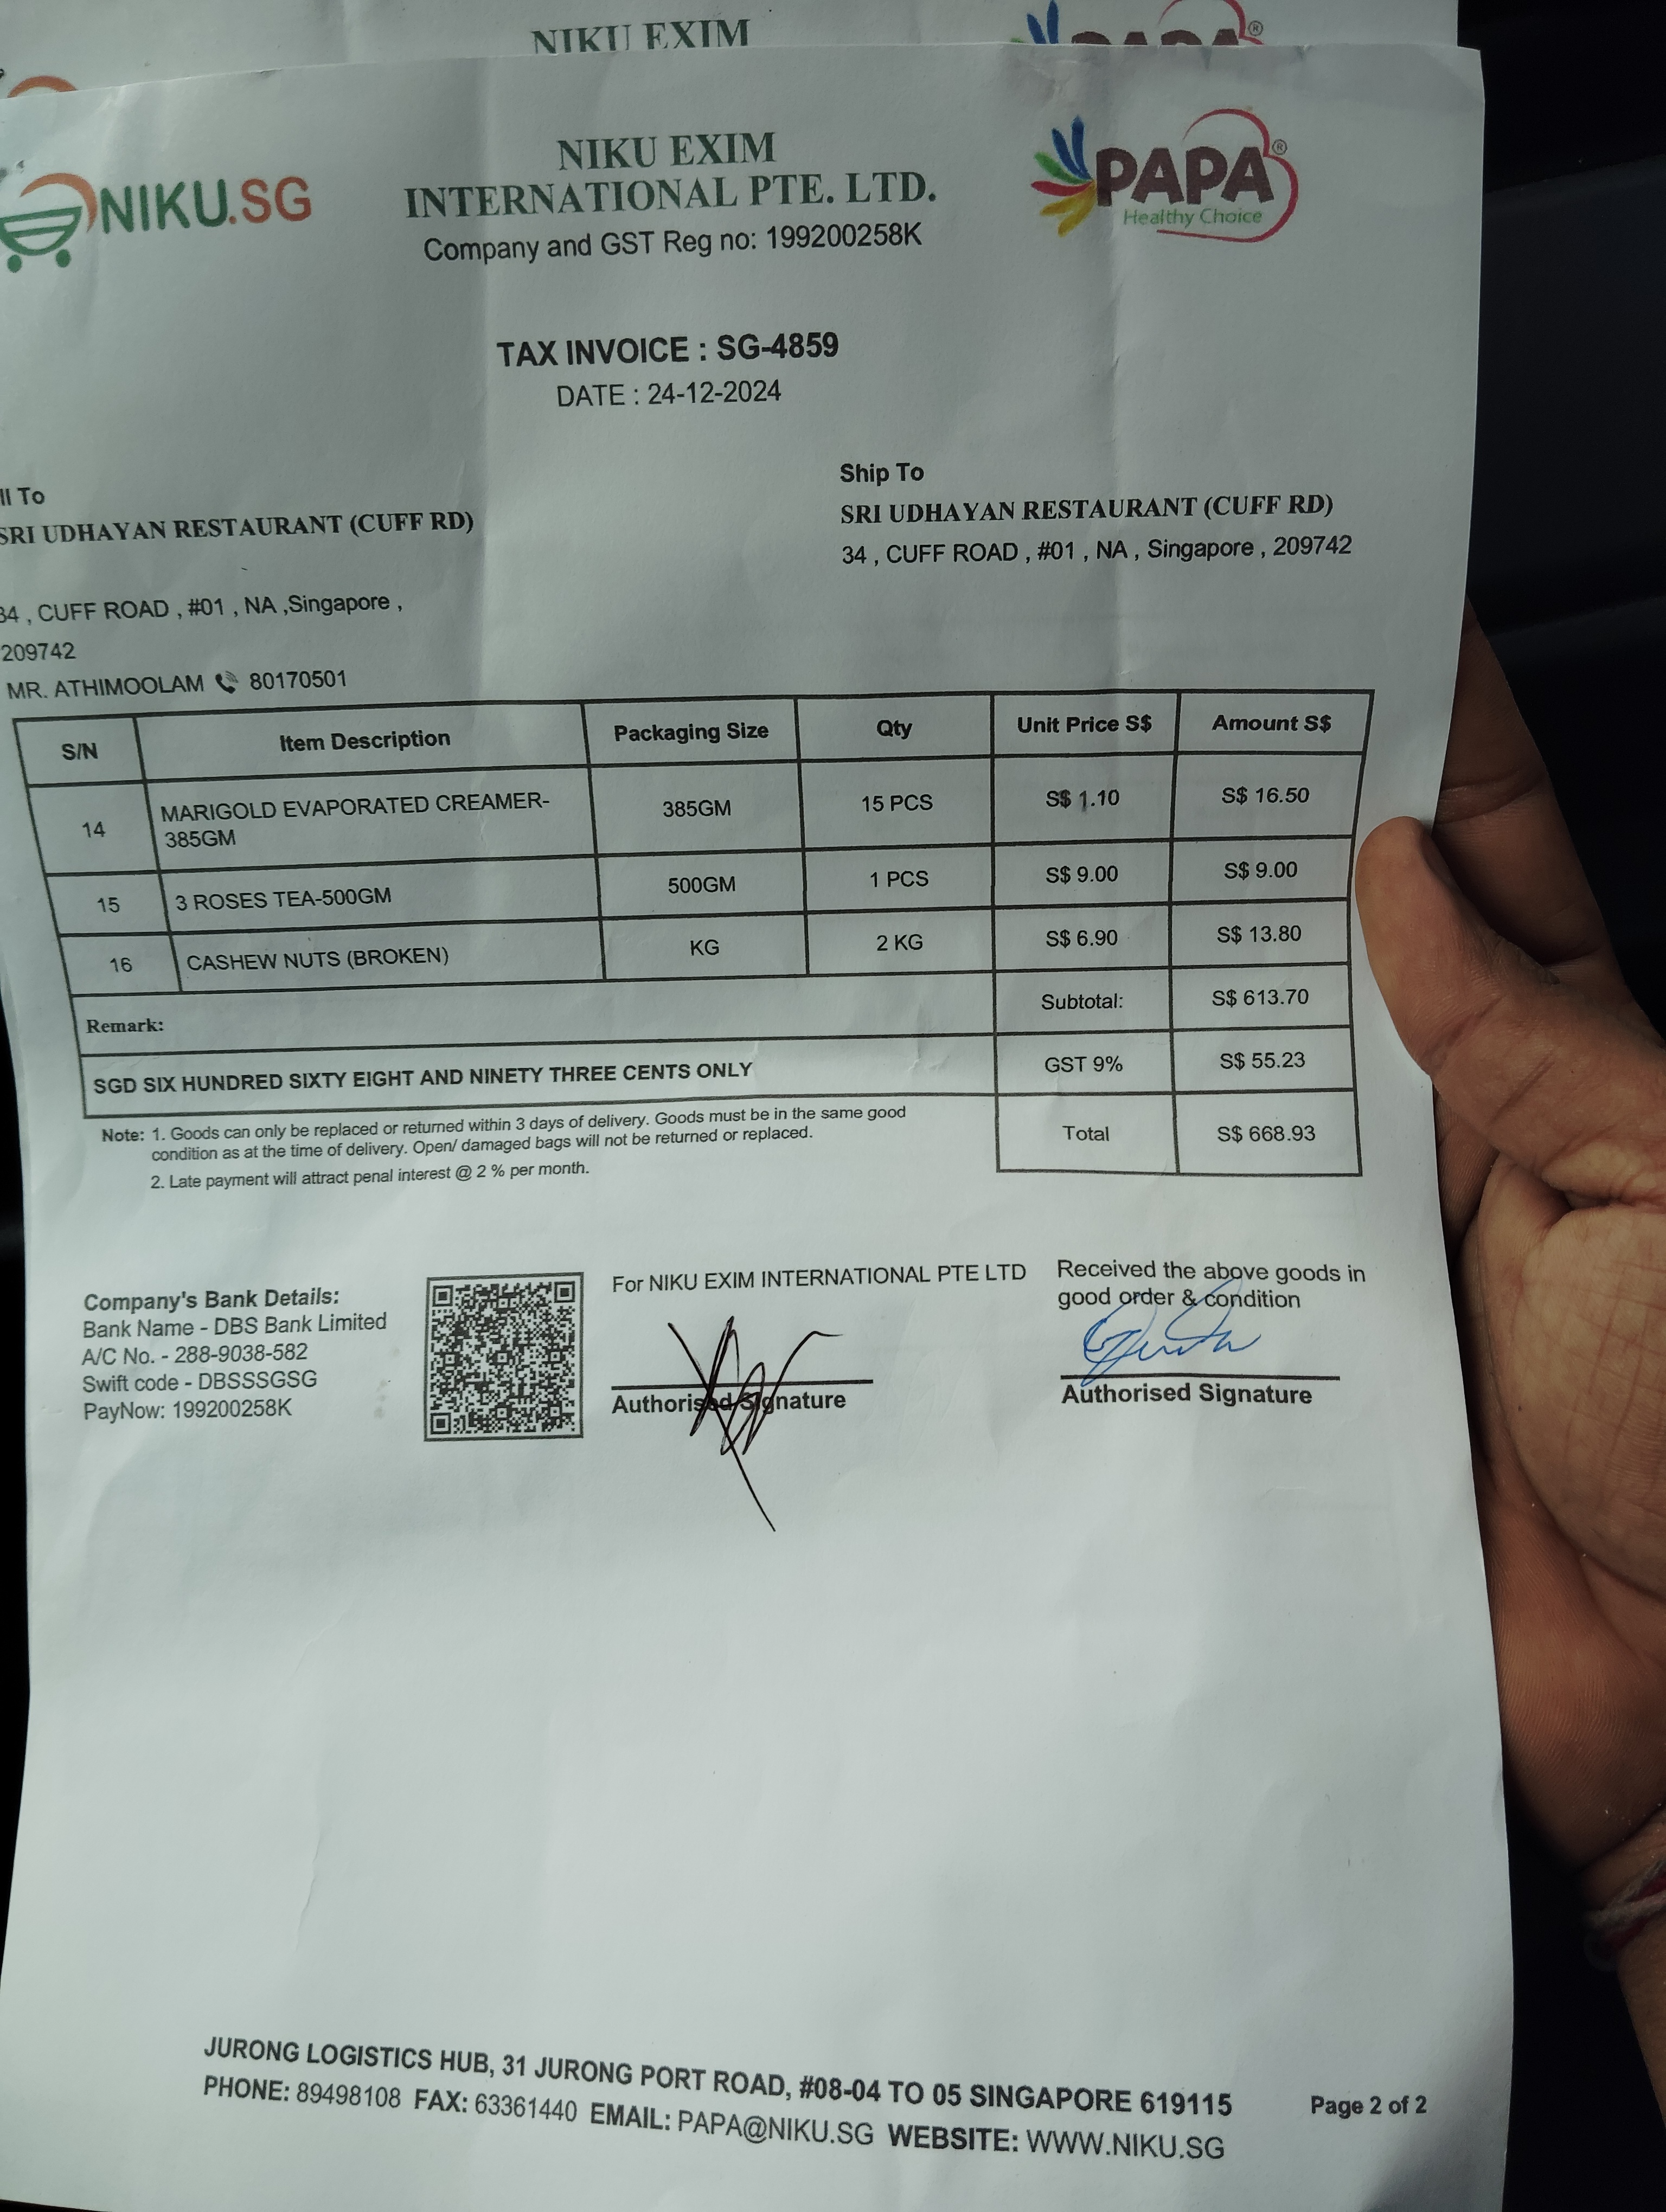 NIKU EXIM
NIKU.SG
NIKU EXIM
INTERNATIONAL PTE. LTD.
Company and GST Reg no: 199200258K
PAPA®
Healthy Choice
TAX INVOICE : SG-4859
DATE : 24-12-2024
ll To
SRI UDHAYAN RESTAURANT (CUFF RD)
34 , CUFF ROAD , #01 , NA ,Singapore ,
209742
MR. ATHIMOOLAM 80170501
Ship To
SRI UDHAYAN RESTAURANT (CUFF RD)
34 , CUFF ROAD , #01 , NA , Singapore , 209742
S/N Item Description Packaging Size Qty Unit Price S$ Amount S$
14 MARIGOLD EVAPORATED CREAMER- 385GM 15 PCS S$ 1.10 S$ 16.50
385GM
15 3 ROSES TEA-500GM 500GM 1 PCS S$ 9.00 S$ 9.00
16 CASHEW NUTS (BROKEN) KG 2 KG S$ 6.90 S$ 13.80
Remark: Subtotal: S$ 613.70
SGD SIX HUNDRED SIXTY EIGHT AND NINETY THREE CENTS ONLY GST 9% S$ 55.23
Total S$ 668.93
Note: 1. Goods can only be replaced or returned within 3 days of delivery. Goods must be in the same good
condition as at the time of delivery. Open/ damaged bags will not be returned or replaced.
2. Late payment will attract penal interest @ 2 % per month.
Company's Bank Details:
Bank Name - DBS Bank Limited
A/C No. - 288-9038-582
Swift code - DBSSSGSG
PayNow: 199200258K
For NIKU EXIM INTERNATIONAL PTE LTD
Authorised Signature
Received the above goods in
good order & condition
Authorised Signature
JURONG LOGISTICS HUB, 31 JURONG PORT ROAD, #08-04 TO 05 SINGAPORE 619115
PHONE: 89498108 FAX: 63361440 EMAIL: PAPA@NIKU.SG WEBSITE: WWW.NIKU.SG
Page 2 of 2